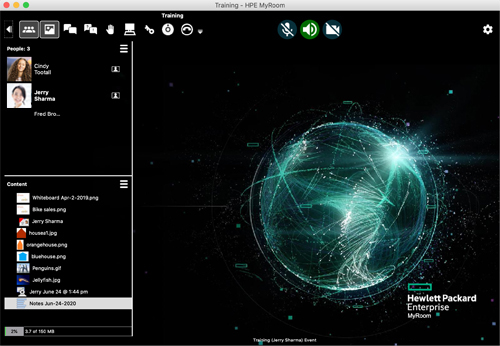 Training - HPE MyRoom
Training
People: 3
Cindy
Tootall
Jerry
Sharma
Fred Bro...
Content
Whiteboard Apr-2-2019.png
Bike sales.png
Jerry Sharma
housea1.jpg
orangehouse.png
bluehouse.png
Penguins.gif
Jellyfish.jpg
Jerry June 24 @ 1:44 pm
Notes Jun-24-2020
2%
3.7 of 150 MB
Hewlett Packard
Enterprise
MyRoom
Training (Jerry Sharma) Event